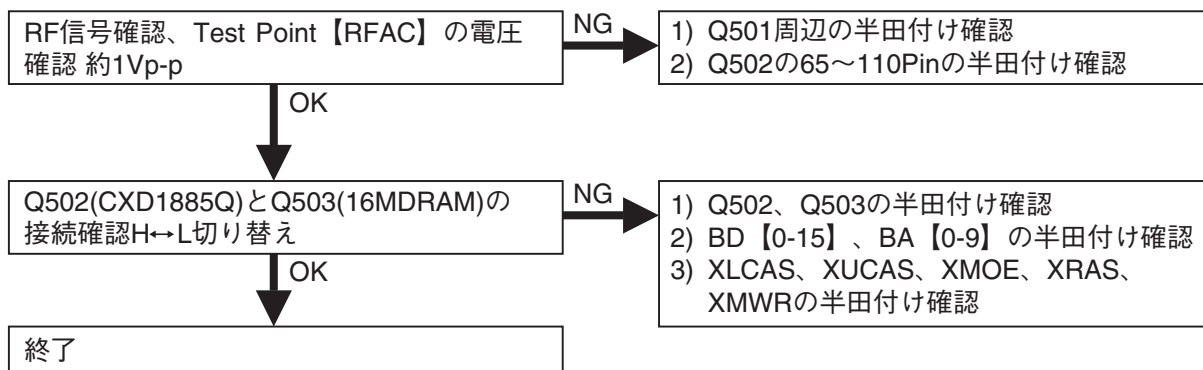 RF信号確認、Test Point【RFAC】の電圧
確認 約1Vp-p
NG
1) Q501周辺の半田付け確認
2) Q502の65～110Pinの半田付け確認
OK
Q502(CXD1885Q)とQ503(16MDRAM)の
接続確認H↔L切り替え
NG
1) Q502、Q503の半田付け確認
2) BD【0-15】、BA【0-9】の半田付け確認
3) XLCAS、XUCAS、XMOE、XRAS、
XMWRの半田付け確認
OK
終了